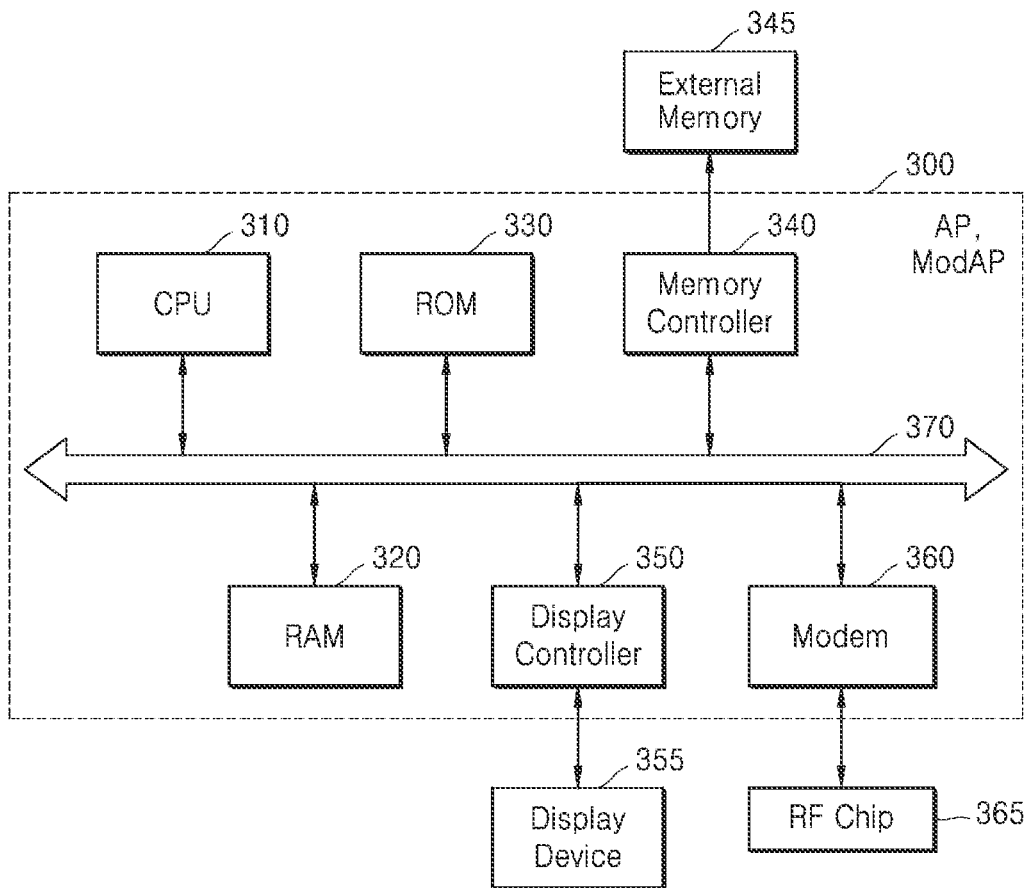 345
External
Memory
300
AP,
ModAP
310
CPU
330
ROM
340
Memory
Controller
370
320
RAM
350
Display
Controller
360
Modem
355
Display
Device
RF Chip
365